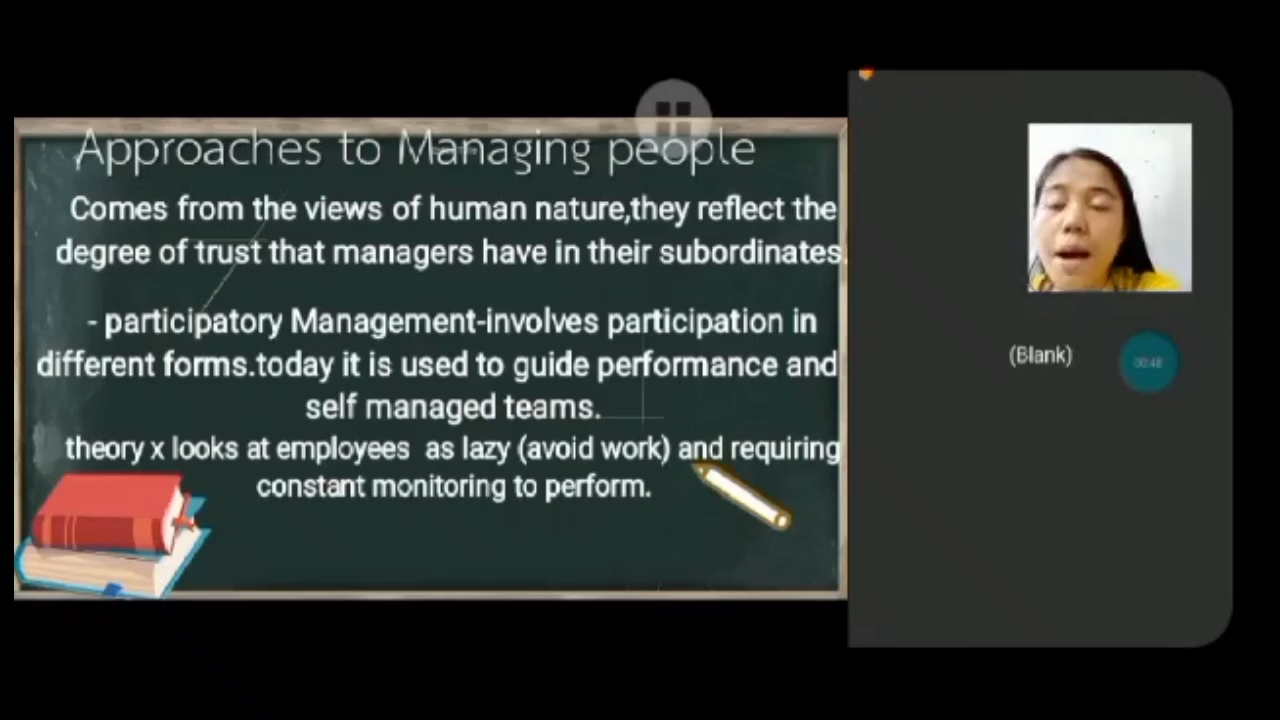 Approaches to Managing people
Comes from the views of human nature,they reflect the
degree of trust that managers have in their subordinates.
- participatory Management-involves participation in
different forms.today it is used to guide performance and
self managed teams.
theory x looks at employees as lazy (avoid work) and requiring
constant monitoring to perform.
(Blank)
00:48